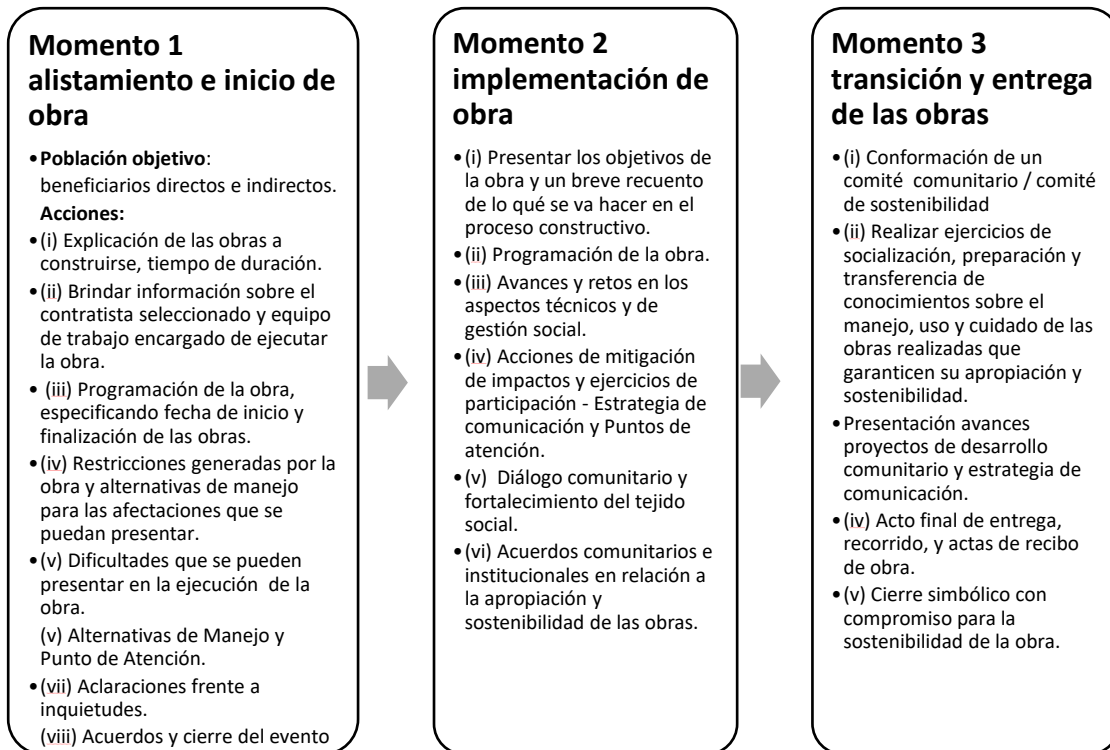 Momento 1
alistamiento e inicio de
obra
•Población objetivo:
beneficiarios directos e indirectos.
Acciones:
•(i) Explicación de las obras a
construirse, tiempo de duración.
•(ii) Brindar información sobre el
contratista seleccionado y equipo
de trabajo encargado de ejecutar
la obra.
• (iii) Programación de la obra,
especificando fecha de inicio y
finalización de las obras.
•(iv) Restricciones generadas por la
obra y alternativas de manejo
para las afectaciones que se
puedan presentar.
•(v) Dificultades que se pueden
presentar en la ejecución de la
obra.
(v) Alternativas de Manejo y
Punto de Atención.
•(vii) Aclaraciones frente a
inquietudes.
(viii) Acuerdos y cierre del evento
Momento 2
implementación de
obra
•(i) Presentar los objetivos de
la obra y un breve recuento
de lo qué se va hacer en el
proceso constructivo.
•(ii) Programación de la obra.
•(iii) Avances y retos en los
aspectos técnicos y de
gestión social.
•(iv) Acciones de mitigación
de impactos y ejercicios de
participación - Estrategia de
comunicación y Puntos de
atención.
•(v) Diálogo comunitario y
fortalecimiento del tejido
social.
•(vi) Acuerdos comunitarios e
institucionales en relación a
la apropiación y
sostenibilidad de las obras.
Momento 3
transición y entrega
de las obras
•(i) Conformación de un
comité comunitario / comité
de sostenibilidad
•(ii) Realizar ejercicios de
socialización, preparación y
transferencia de
conocimientos sobre el
manejo, uso y cuidado de las
obras realizadas que
garanticen su apropiación y
sostenibilidad.
•Presentación avances
proyectos de desarrollo
comunitario y estrategia de
comunicación.
•(iv) Acto final de entrega,
recorrido, y actas de recibo
de obra.
•(v) Cierre simbólico con
compromiso para la
sostenibilidad de la obra.